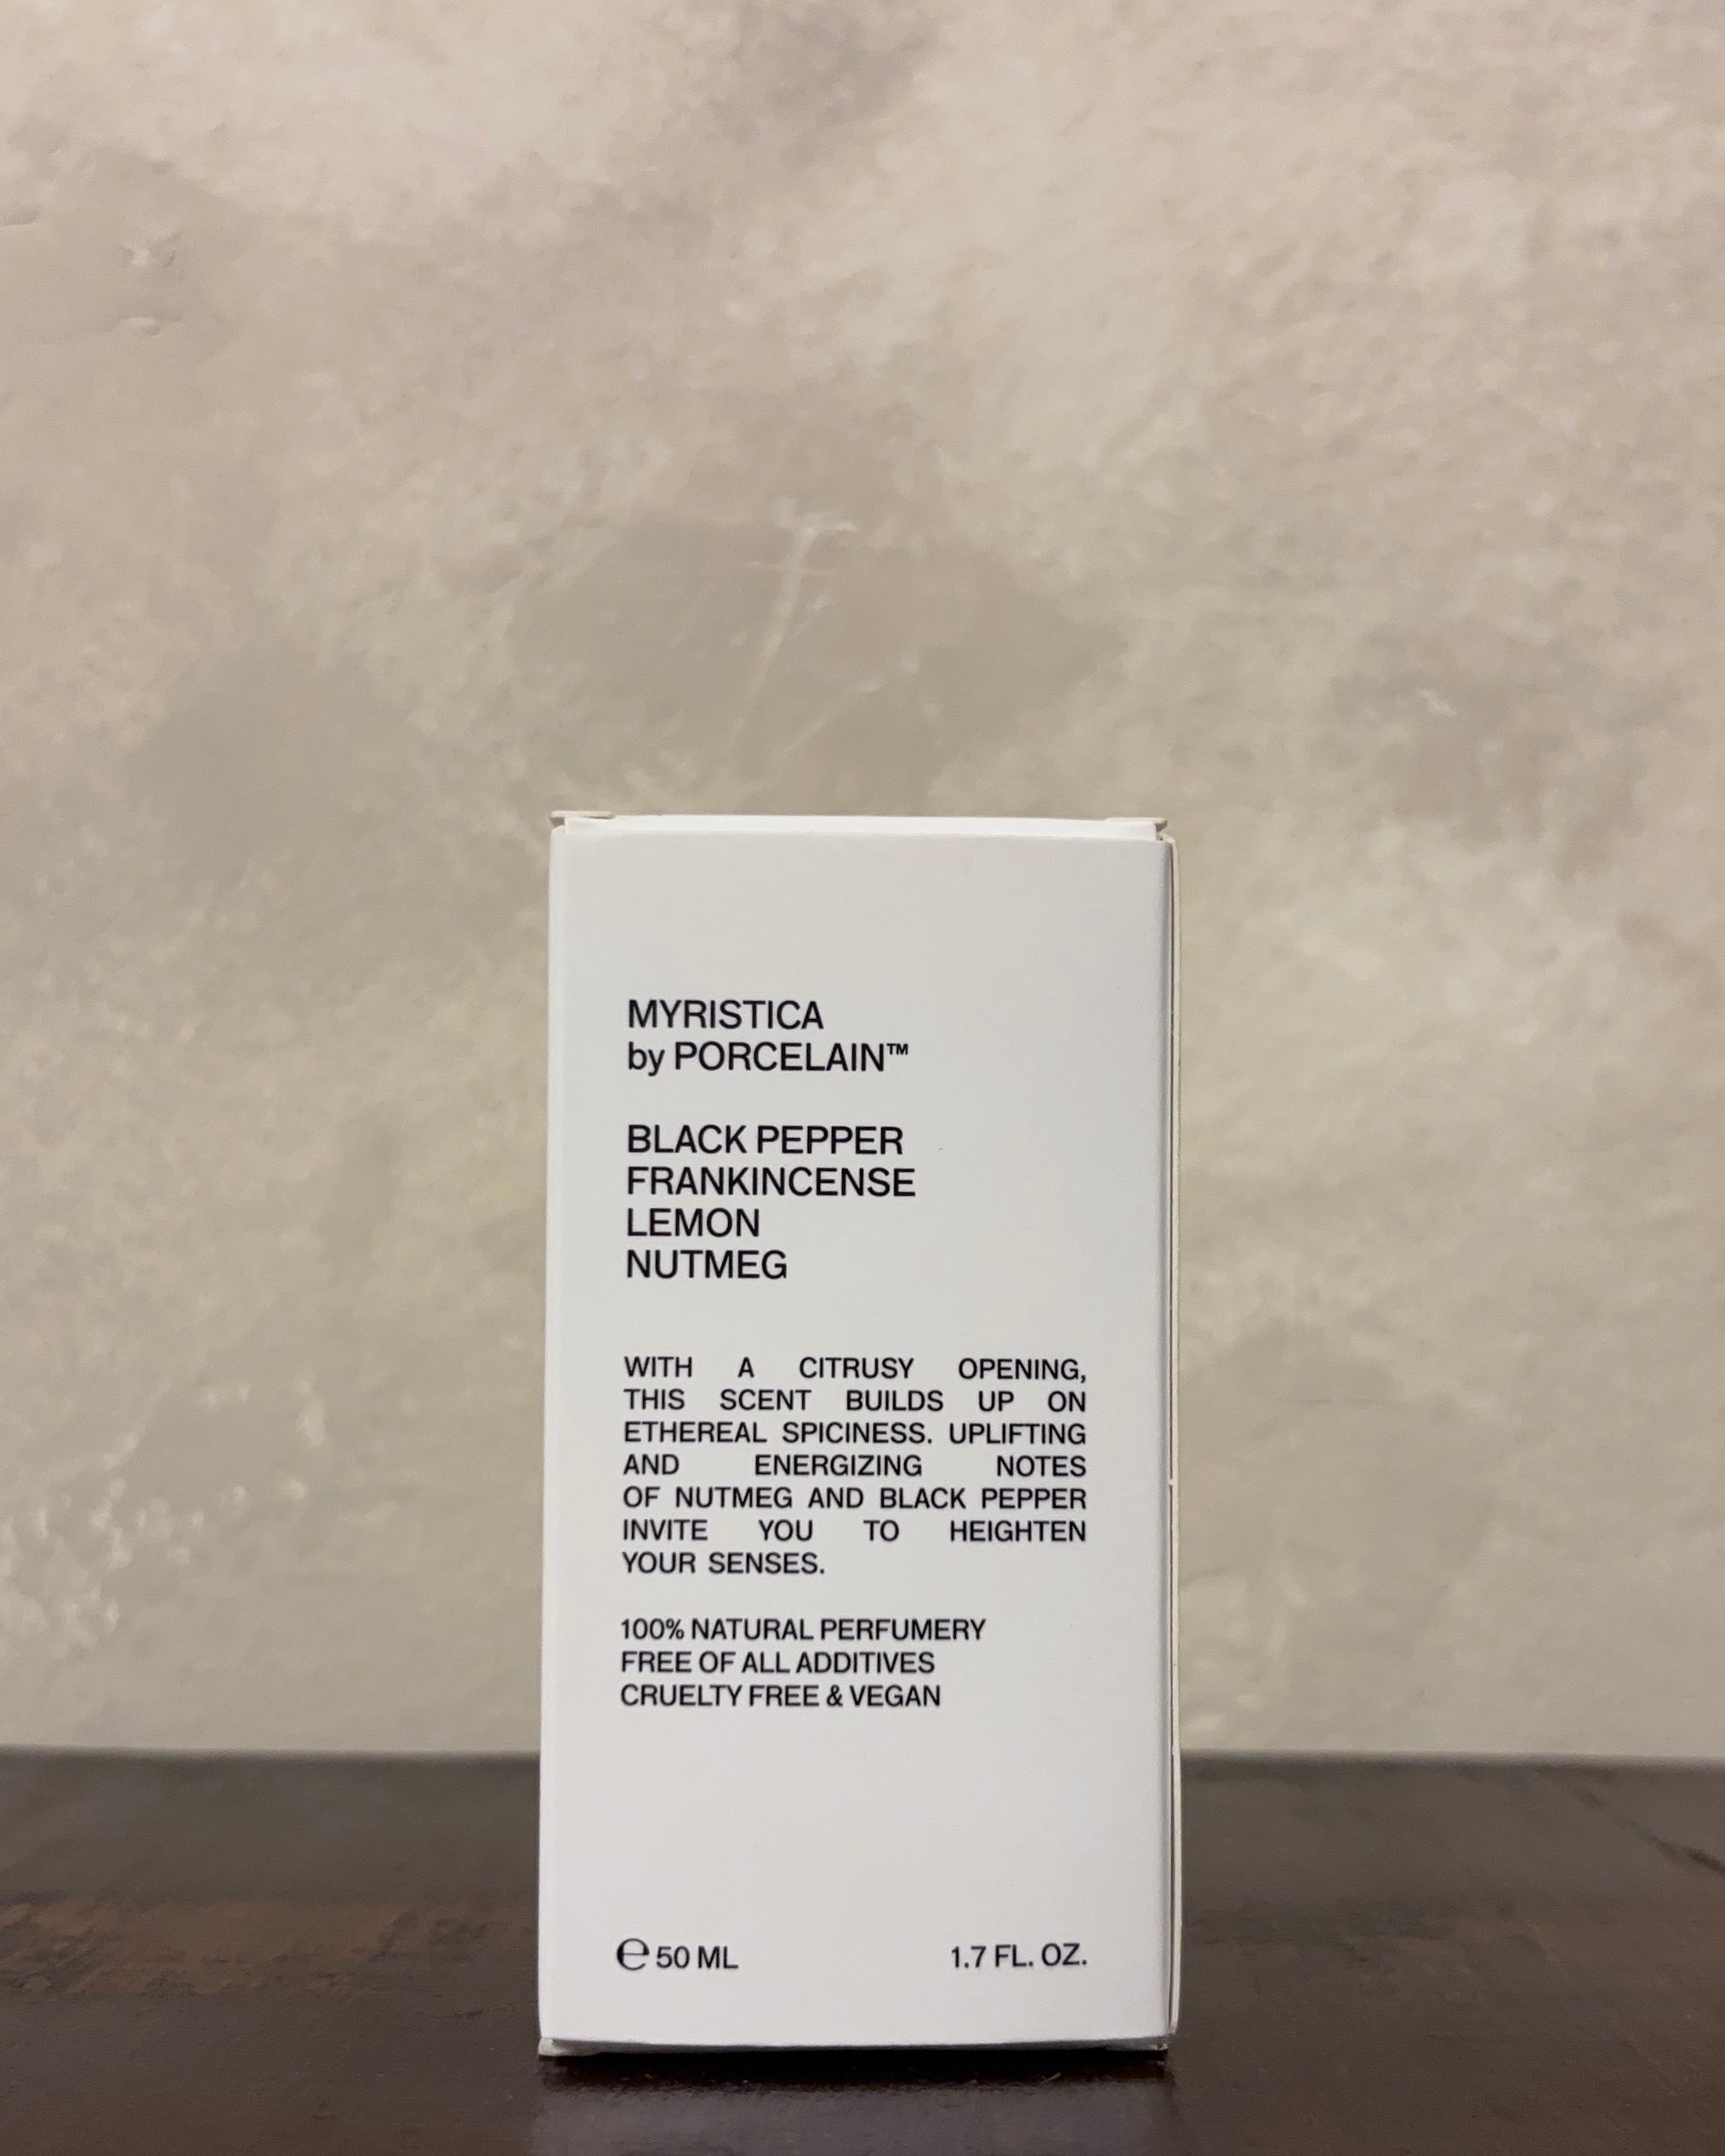 MYRISTICA
by PORCELAIN™
BLACK PEPPER
FRANKINCENSE
LEMON
NUTMEG
WITH A CITRUSY OPENING,
THIS SCENT BUILDS UP ON
ETHEREAL SPICINESS. UPLIFTING
AND ENERGIZING NOTES
OF NUTMEG AND BLACK PEPPER
INVITE YOU TO HEIGHTEN
YOUR SENSES.
100% NATURAL PERFUMERY
FREE OF ALL ADDITIVES
CRUELTY FREE & VEGAN
℮ 50 ML 1.7 FL. OZ.